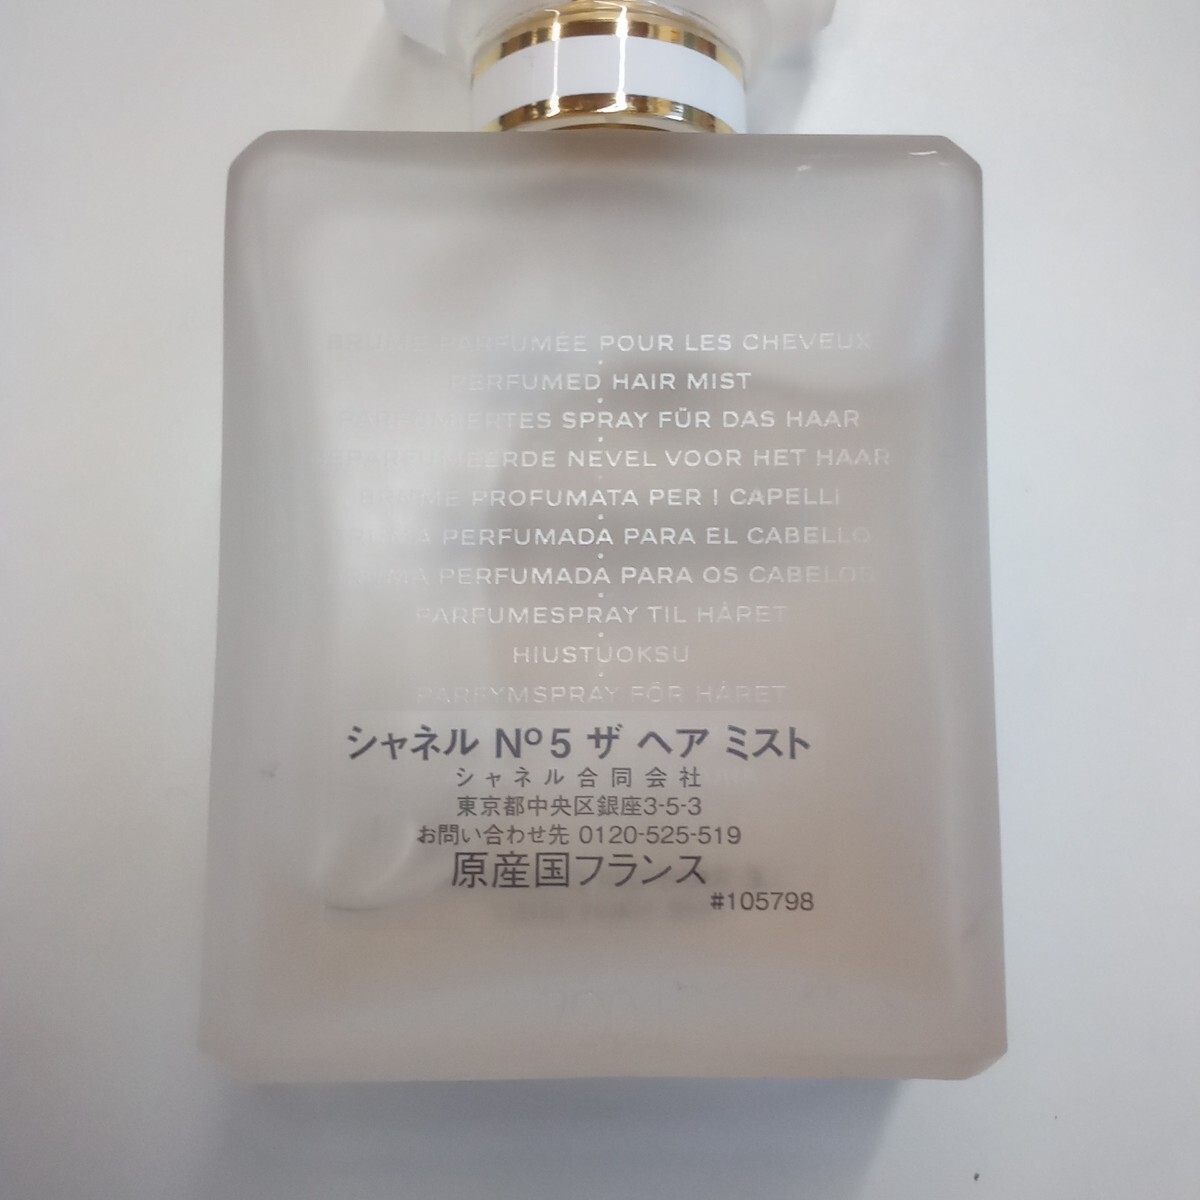 BRUME PARFUMEE POUR LES CHEVEUX
PERFUMED HAIR MIST
PARFUMIERTES SPRAY FÜR DAS HAAR
GEPARFUMEERDE NEVEL VOOR HET HAAR
BRUME PROFUMATA PER I CAPELLI
BRUMA PERFUMADA PARA EL CABELLO
BRUMA PERFUMADA PARA OS CABELOS
PARFUMESPRAY TIL HÅRET
HIUSTUOKSU
PARFYMSPRAY FÖR HÅRET
シャネル Nº5 ザ ヘア ミスト
シャネル合同会社
東京都中央区銀座3-5-3
お問い合わせ先 0120-525-519
原産国フランス
#105798